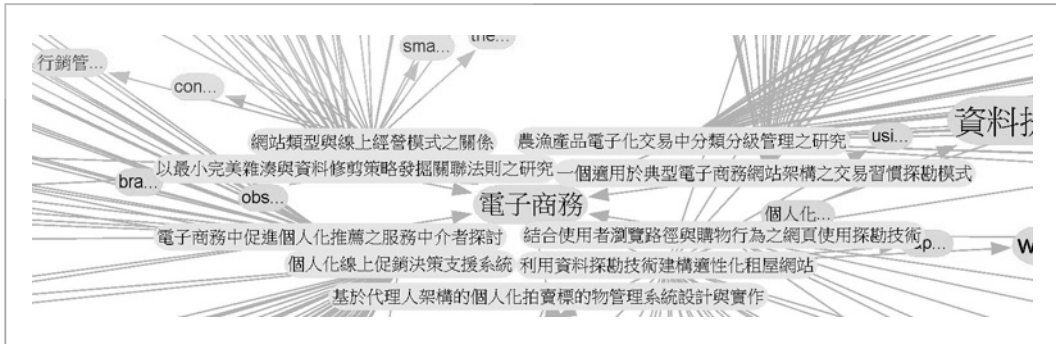 sma...
行銷管...
con...
網站類型與線上經營模式之關係
農漁產品電子化交易中分類分級管理之研究
usi...
資料
以最小完美雜湊與資料修剪策略發掘關聯法則之研究
一個適用於典型電子商務網站架構之交易習慣探勘模式
bra...
obs...
電子商務
個人化...
電子商務中促進個人化推薦之服務中介者探討
結合使用者瀏覽路徑與購物行為之網頁使用探勘技術
p...
個人化線上促銷決策支援系統
利用資料探勘技術建構適性化租屋網站
基於代理人架構的個人化拍賣標的物管理系統設計與實作